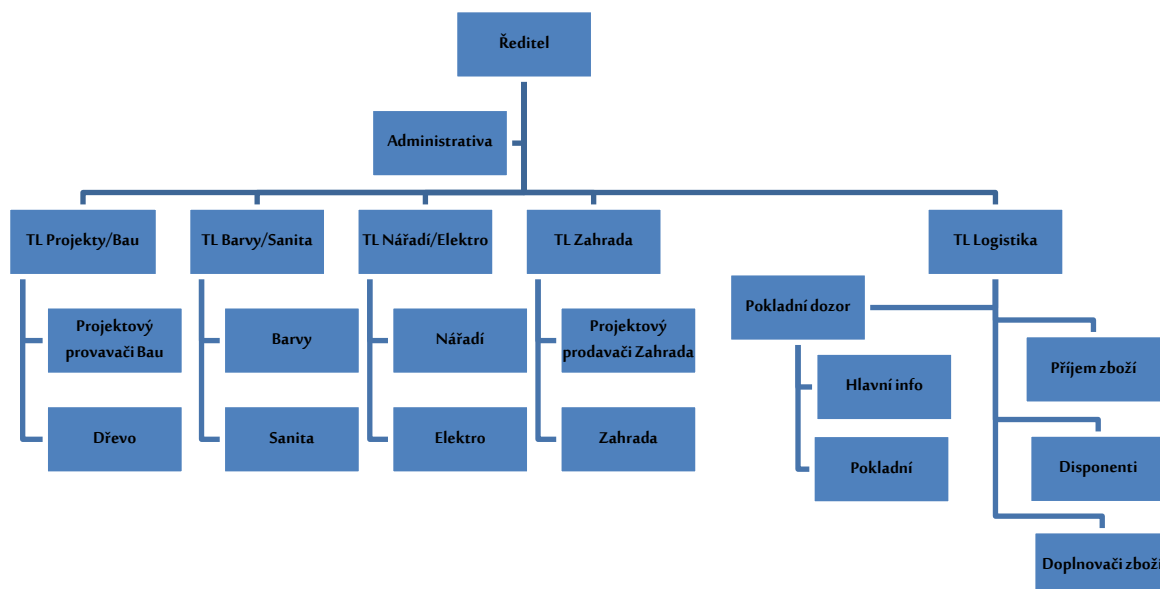 Ředitel
Administrativa
TL Projekty/Bau
TL Barvy/Sanita
TL Nářadí/Elektro
TL Zahrada
TL Logistika
Projektový
provavači Bau
Dřevo
Barvy
Sanita
Nářadí
Elektro
Projektový
prodavači Zahrada
Zahrada
Pokladní dozor
Hlavní info
Pokladní
Příjem zboží
Disponenti
Doplnovači zboží